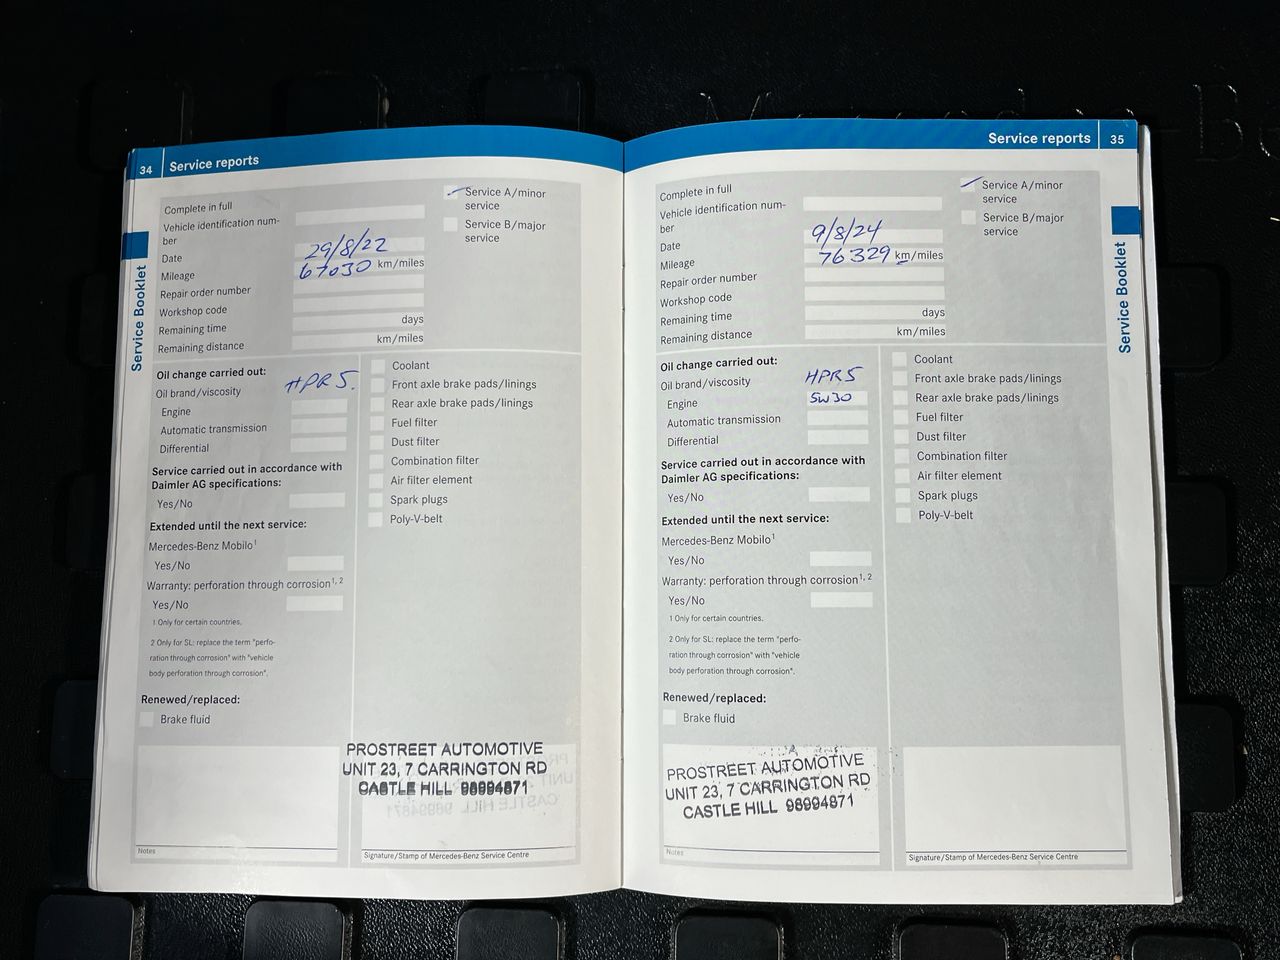 34 Service reports
Complete in full
Vehicle identification num-
ber
Date 29/8/22
Mileage 67030 km/miles
Repair order number
Workshop code
Remaining time days
Remaining distance km/miles
Service A/minor
service
Service B/major
service
Oil change carried out:
Oil brand/viscosity HPR5.
Engine
Automatic transmission
Differential
Service carried out in accordance with
Daimler AG specifications:
Yes/No
Extended until the next service:
Mercedes-Benz Mobilo1
Yes/No
Warranty: perforation through corrosion1, 2
Yes/No
1 Only for certain countries.
2 Only for SL: replace the term "perfo-
ration through corrosion" with "vehicle
body perforation through corrosion".
Renewed/replaced:
Brake fluid
Coolant
Front axle brake pads/linings
Rear axle brake pads/linings
Fuel filter
Dust filter
Combination filter
Air filter element
Spark plugs
Poly-V-belt
PROSTREET AUTOMOTIVE
UNIT 23, 7 CARRINGTON RD
CASTLE HILL 98994871
Notes
Signature/Stamp of Mercedes-Benz Service Centre
Service Booklet
Service reports 35
Complete in full
Vehicle identification num-
ber
Date 9/8/24
Mileage 76329 km/miles
Repair order number
Workshop code
Remaining time days
Remaining distance km/miles
Service A/minor
service
Service B/major
service
Oil change carried out:
Oil brand/viscosity HPR5
Engine 5W30
Automatic transmission
Differential
Service carried out in accordance with
Daimler AG specifications:
Yes/No
Extended until the next service:
Mercedes-Benz Mobilo1
Yes/No
Warranty: perforation through corrosion1, 2
Yes/No
1 Only for certain countries.
2 Only for SL: replace the term "perfo-
ration through corrosion" with "vehicle
body perforation through corrosion".
Renewed/replaced:
Brake fluid
Coolant
Front axle brake pads/linings
Rear axle brake pads/linings
Fuel filter
Dust filter
Combination filter
Air filter element
Spark plugs
Poly-V-belt
PROSTREET AUTOMOTIVE
UNIT 23, 7 CARRINGTON RD
CASTLE HILL 98994871
Notes
Signature/Stamp of Mercedes-Benz Service Centre
Service Booklet